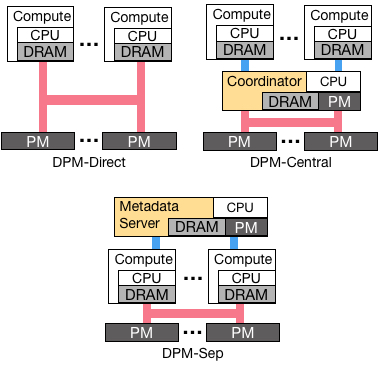 Compute
CPU
DRAM
...
Compute
CPU
DRAM
PM
...
PM
DPM-Direct
Compute
CPU
DRAM
...
Compute
CPU
DRAM
Coordinator
CPU
DRAM
PM
PM
...
PM
DPM-Central
Metadata
Server
CPU
DRAM
PM
Compute
CPU
DRAM
...
Compute
CPU
DRAM
PM
...
PM
DPM-Sep